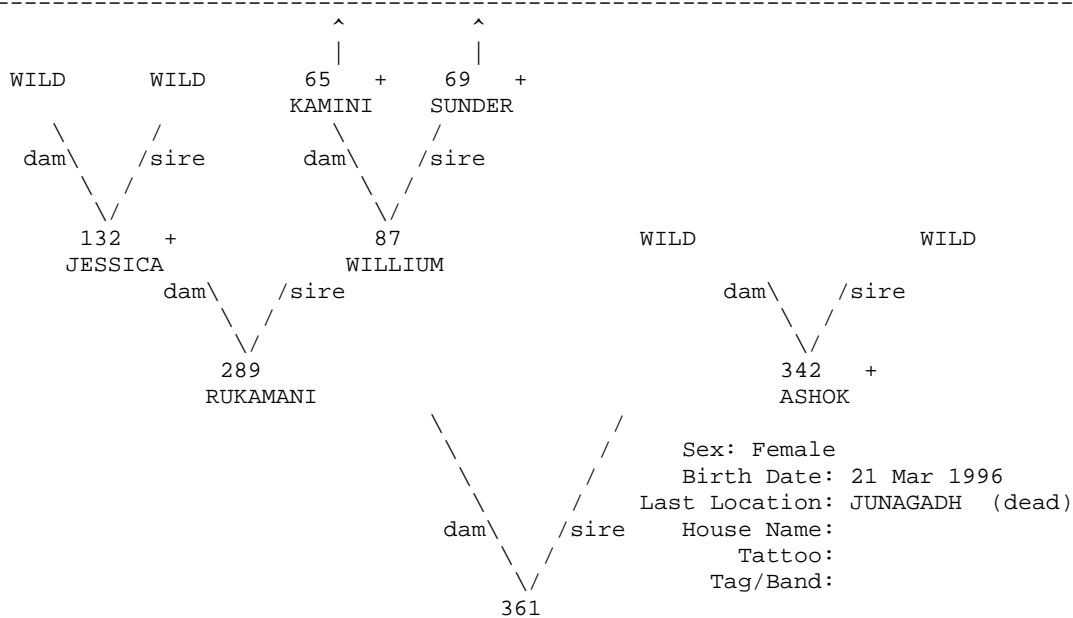 ^ ^
| |
WILD WILD 65 + 69 +
KAMINI SUNDER
\ / \ /
dam\ /sire dam\ /sire
\ / \ /
\/ \/
132 + 87 WILD WILD
JESSICA WILLIUM
dam\ /sire dam\ /sire
\ / \ /
\/ \/
289 342 +
RUKAMANI ASHOK
\ /
\ / Sex: Female
\ / Birth Date: 21 Mar 1996
\ / Last Location: JUNAGADH (dead)
dam\ /sire House Name:
\ / Tattoo:
\/ Tag/Band:
361